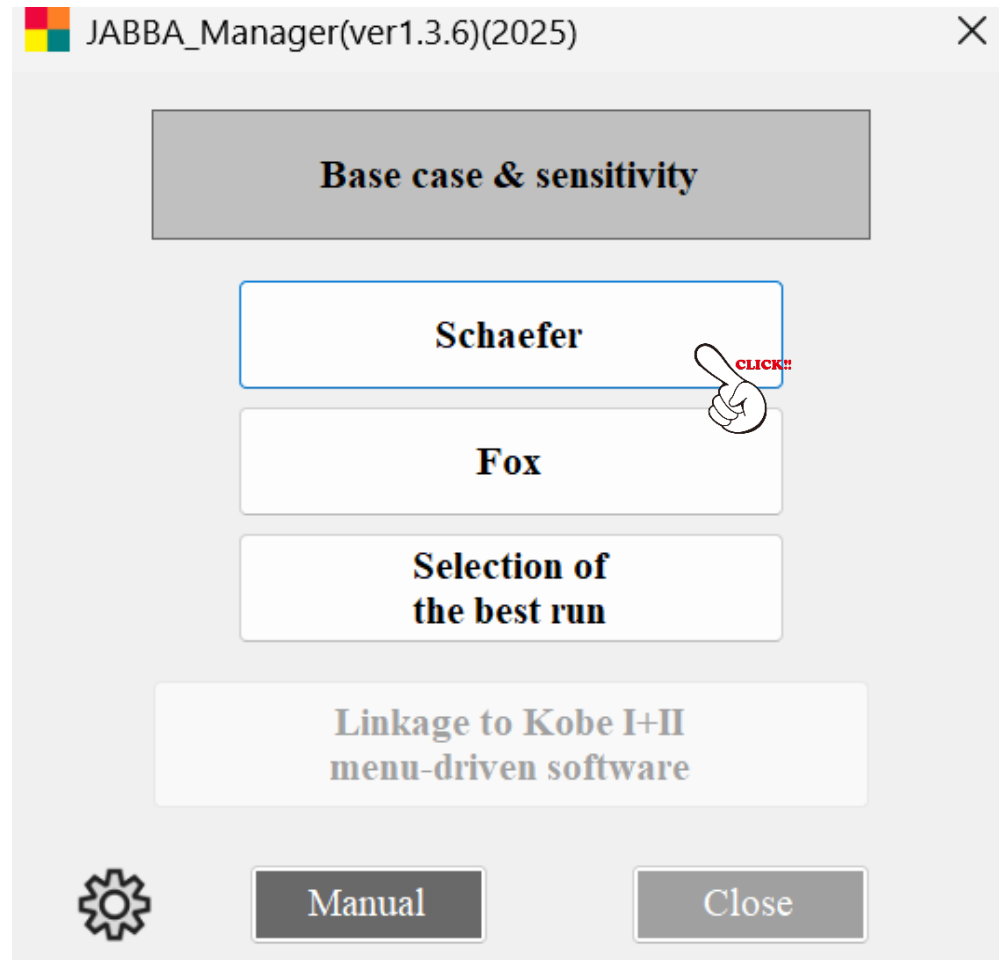 JABBA_Manager(ver1.3.6)(2025)
Base case & sensitivity
Schaefer
CLICK!!
Fox
Selection of
the best run
Linkage to Kobe I+II
menu-driven software
Manual
Close